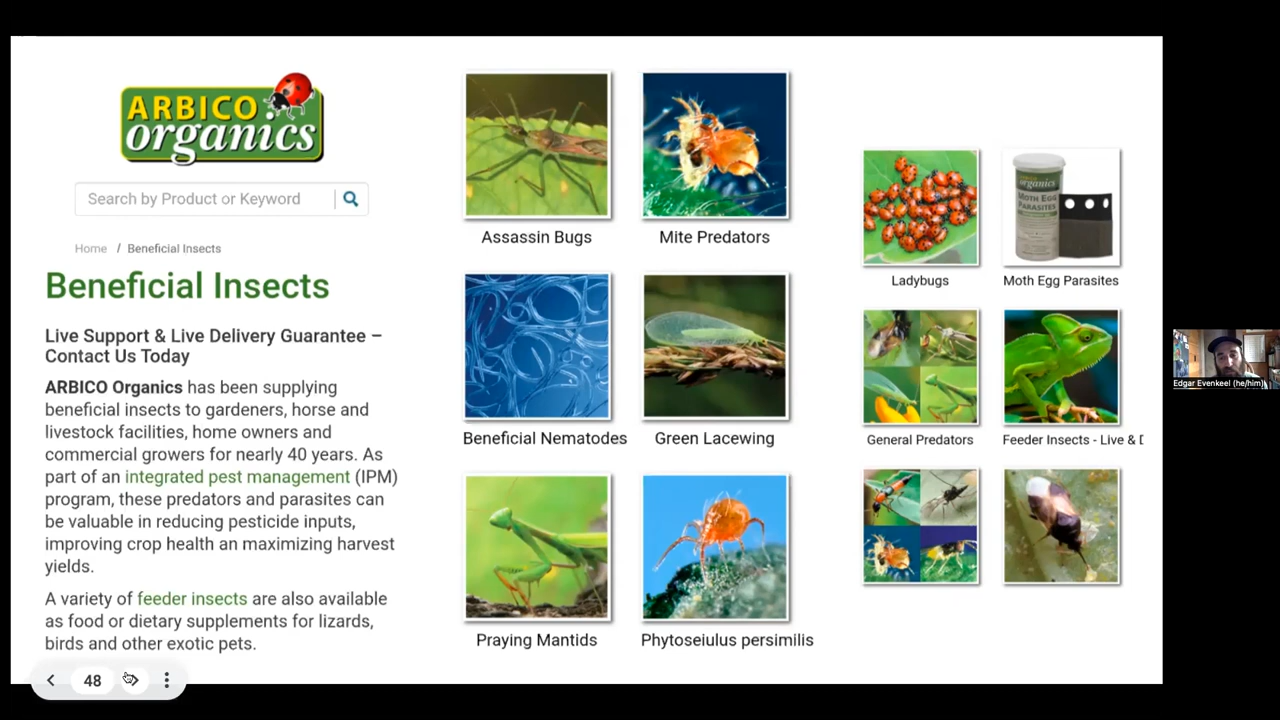 ARBICO
organics
Search by Product or Keyword
Home / Beneficial Insects
Beneficial Insects
Live Support & Live Delivery Guarantee –
Contact Us Today
ARBICO Organics has been supplying
beneficial insects to gardeners, horse and
livestock facilities, home owners and
commercial growers for nearly 40 years. As
part of an integrated pest management (IPM)
program, these predators and parasites can
be valuable in reducing pesticide inputs,
improving crop health an maximizing harvest
yields.
A variety of feeder insects are also available
as food or dietary supplements for lizards,
birds and other exotic pets.
48
Assassin Bugs
Mite Predators
Beneficial Nematodes
Green Lacewing
Praying Mantids
Phytoseiulus persimilis
Ladybugs
ARBICO
organics
MOTH EGG
PARASITES
Moth Egg Parasites
General Predators
Feeder Insects - Live & D
Edgar Evenkeel (he/him)